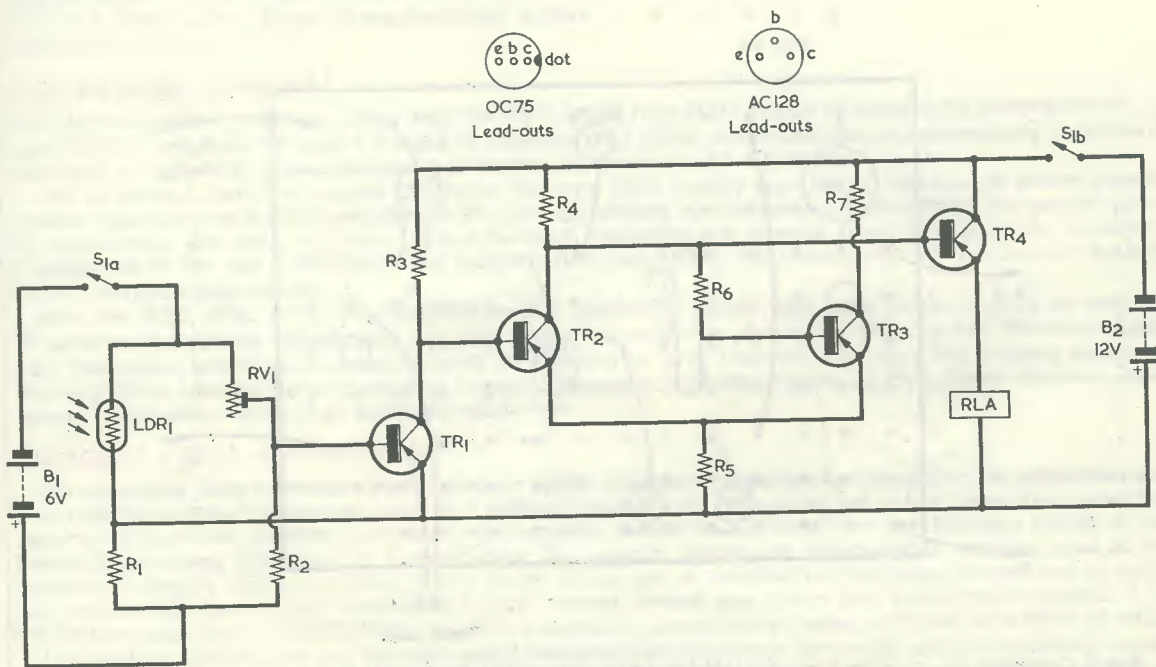 b
e b c
dot
e
c
OC75
Lead-outs
AC128
Lead-outs
S1b
R4
R7
TR4
S1a
R3
R6
TR2
TR3
B2
12V
+
RV1
LDR1
TR1
RLA
R5
B1
6V
+
R1
R2